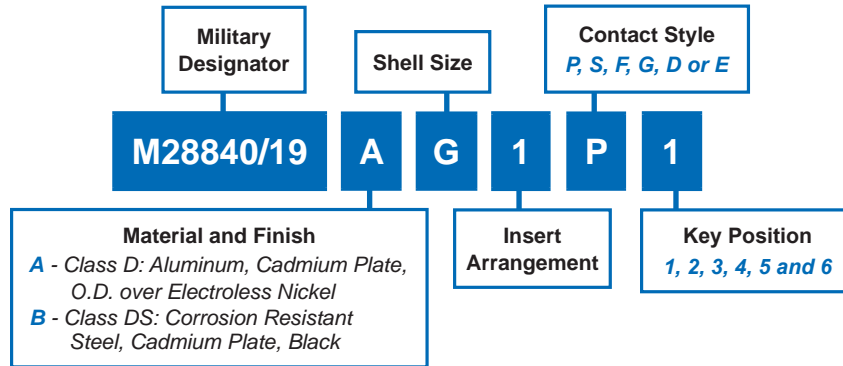 Military
Designator
Shell Size
Contact Style
P, S, F, G, D or E
M28840/19 A G 1 P 1
Material and Finish
A - Class D: Aluminum, Cadmium Plate,
O.D. over Electroless Nickel
B - Class DS: Corrosion Resistant
Steel, Cadmium Plate, Black
Insert
Arrangement
Key Position
1, 2, 3, 4, 5 and 6